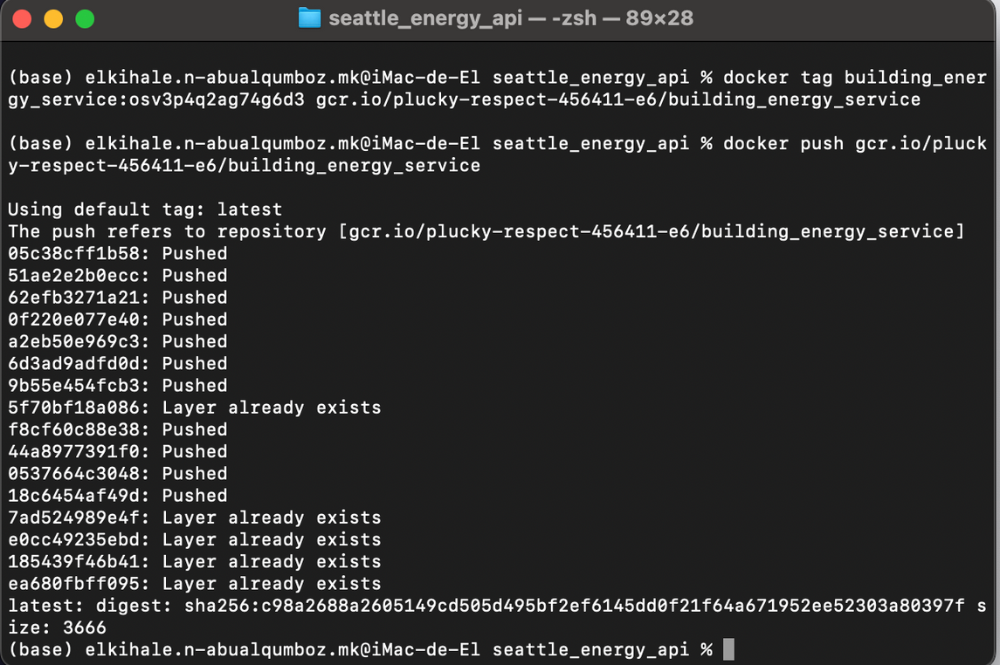 seattle_energy_api — -zsh — 89×28
(base) elkihale.n-abualqumboz.mk@iMac-de-El seattle_energy_api % docker tag building_ener
gy_service:osv3p4q2ag74g6d3 gcr.io/plucky-respect-456411-e6/building_energy_service
(base) elkihale.n-abualqumboz.mk@iMac-de-El seattle_energy_api % docker push gcr.io/pluck
y-respect-456411-e6/building_energy_service
Using default tag: latest
The push refers to repository [gcr.io/plucky-respect-456411-e6/building_energy_service]
05c38cff1b58: Pushed
51ae2e2b0ecc: Pushed
62efb3271a21: Pushed
0f220e077e40: Pushed
a2eb50e969c3: Pushed
6d3ad9adfd0d: Pushed
9b55e454fcb3: Pushed
5f70bf18a086: Layer already exists
f8cf60c88e38: Pushed
44a8977391f0: Pushed
0537664c3048: Pushed
18c6454af49d: Pushed
7ad524989e4f: Layer already exists
e0cc49235ebd: Layer already exists
185439f46b41: Layer already exists
ea680fbff095: Layer already exists
latest: digest: sha256:c98a2688a2605149cd505d495bf2ef6145dd0f21f64a671952ee52303a80397f s
ize: 3666
(base) elkihale.n-abualqumboz.mk@iMac-de-El seattle_energy_api %